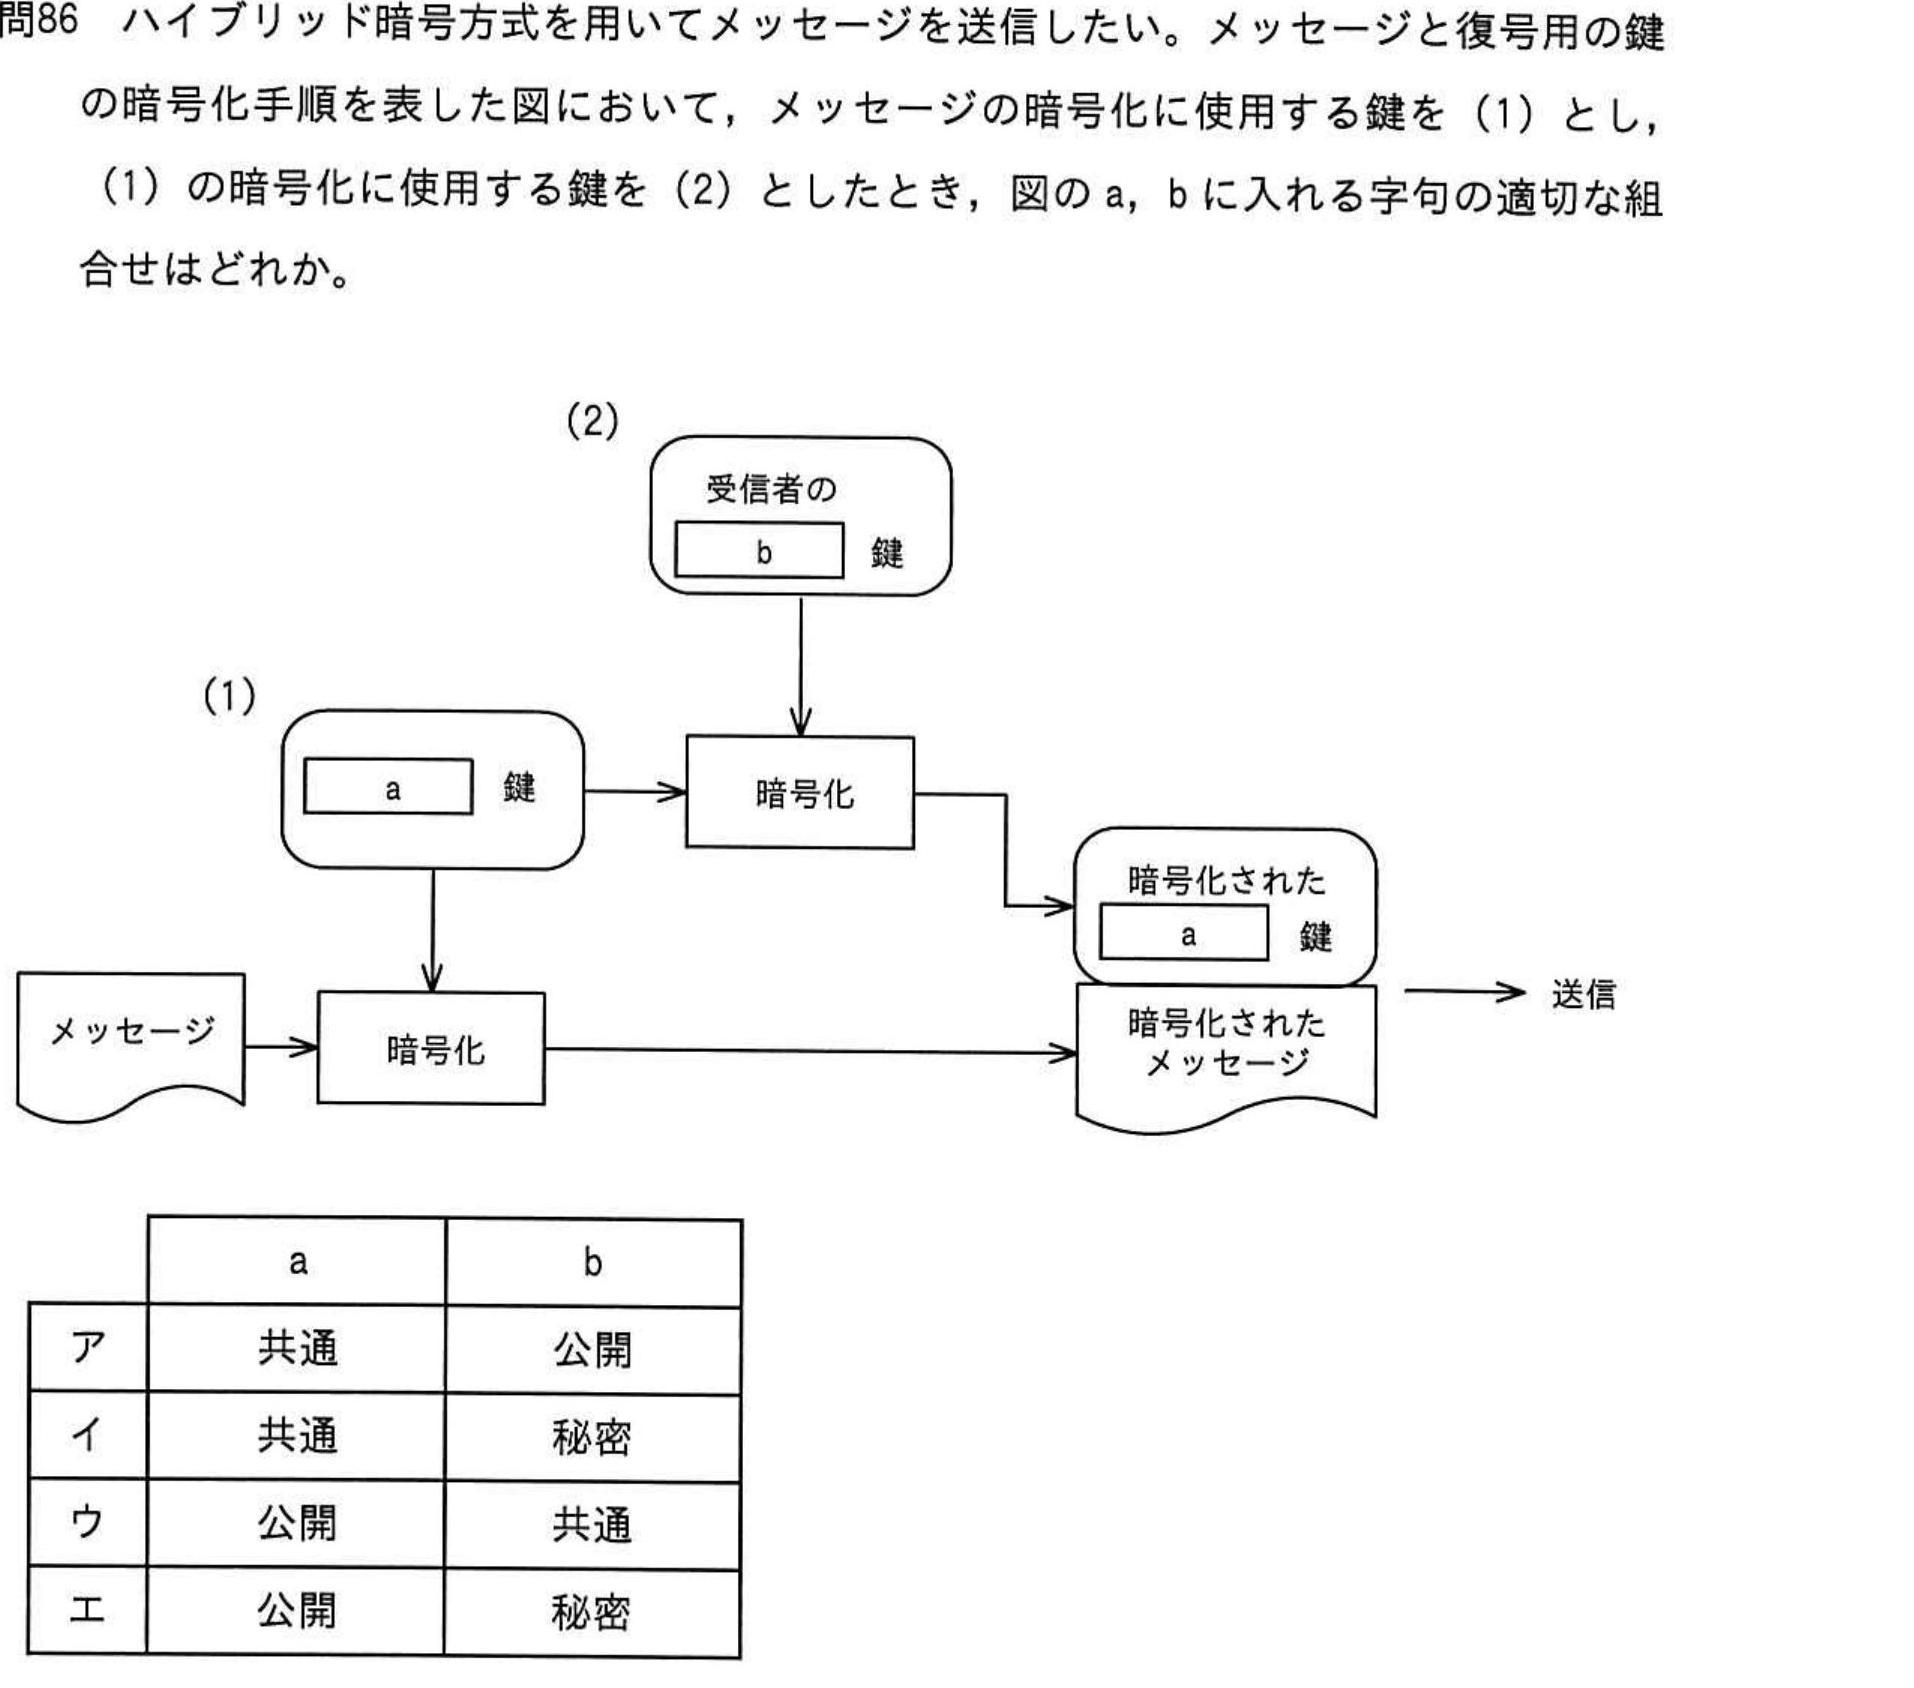 問86　ハイブリッド暗号方式を用いてメッセージを送信したい。メッセージと復号用の鍵
の暗号化手順を表した図において，メッセージの暗号化に使用する鍵を（1）とし，
（1）の暗号化に使用する鍵を（2）としたとき，図の a，b に入れる字句の適切な組
合せはどれか。
（2）
受信者の
b 鍵
（1）
a 鍵
暗号化
暗号化された
a 鍵
メッセージ
暗号化
暗号化された
メッセージ
送信
a b
ア 共通 公開
イ 共通 秘密
ウ 公開 共通
エ 公開 秘密